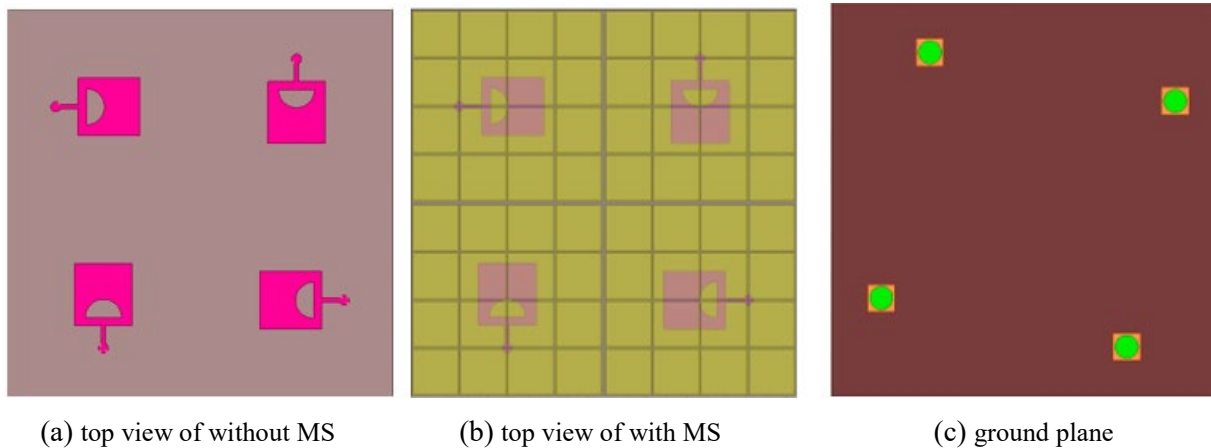 (a) top view of without MS
(b) top view of with MS
(c) ground plane